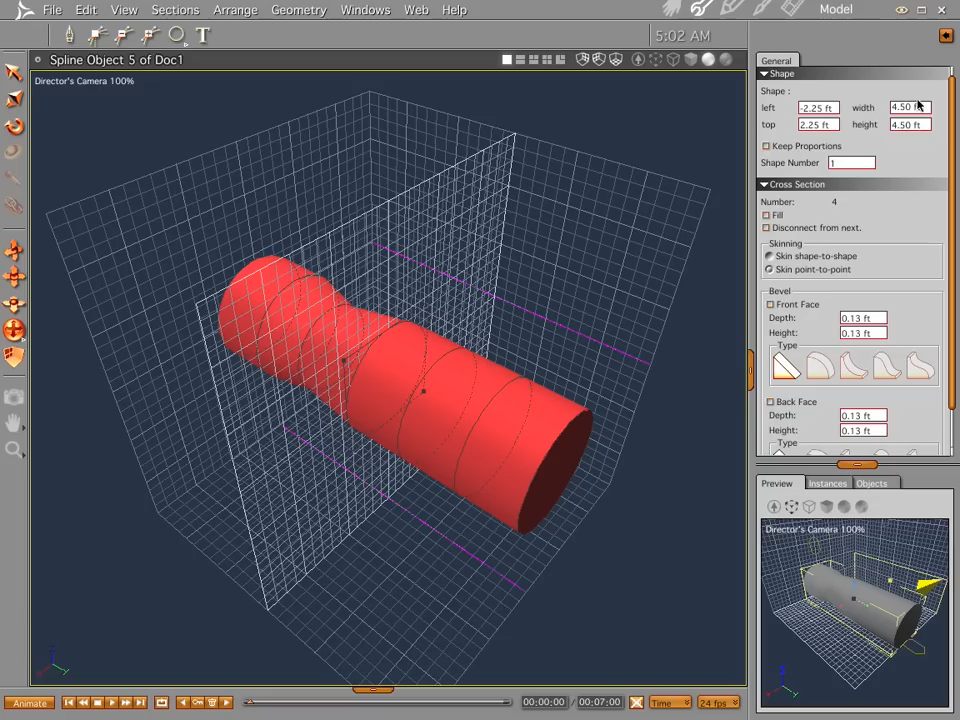 File Edit View Sections Arrange Geometry Windows Web Help Model
T 5:02 AM
Spline Object 5 of Doc1
Director's Camera 100%
General
Shape
Shape :
left -2.25 ft width 4.50 ft
top 2.25 ft height 4.50 ft
Keep Proportions
Shape Number 1
Cross Section
Number: 4
Fill
Disconnect from next.
Skinning
Skin shape-to-shape
Skin point-to-point
Bevel
Front Face
Depth: 0.13 ft
Height: 0.13 ft
Type
Back Face
Depth: 0.13 ft
Height: 0.13 ft
Type
Preview Instances Objects
Director's Camera 100%
Animate 00:00:00 / 00:07:00 Time 24 fps